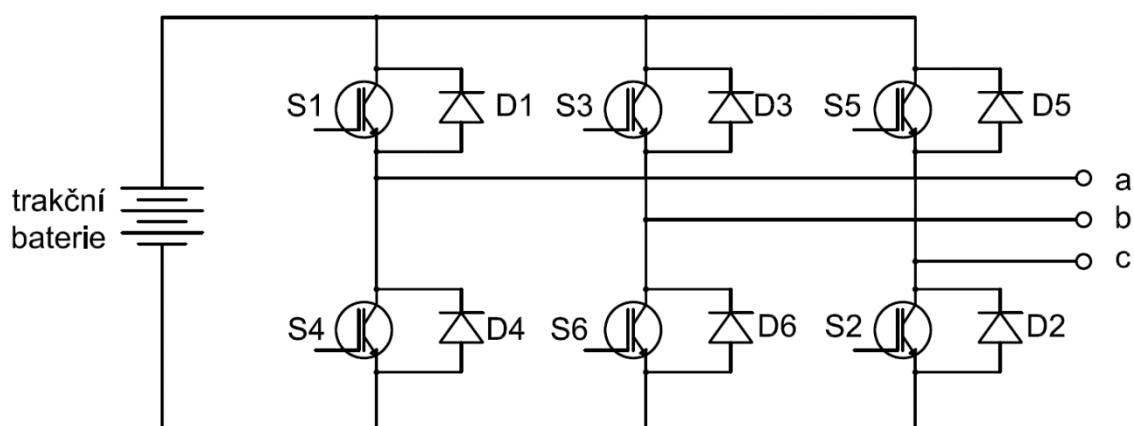 S1 D1 S3 D3 S5 D5
a
trakční
baterie
b
c
S4 D4 S6 D6 S2 D2